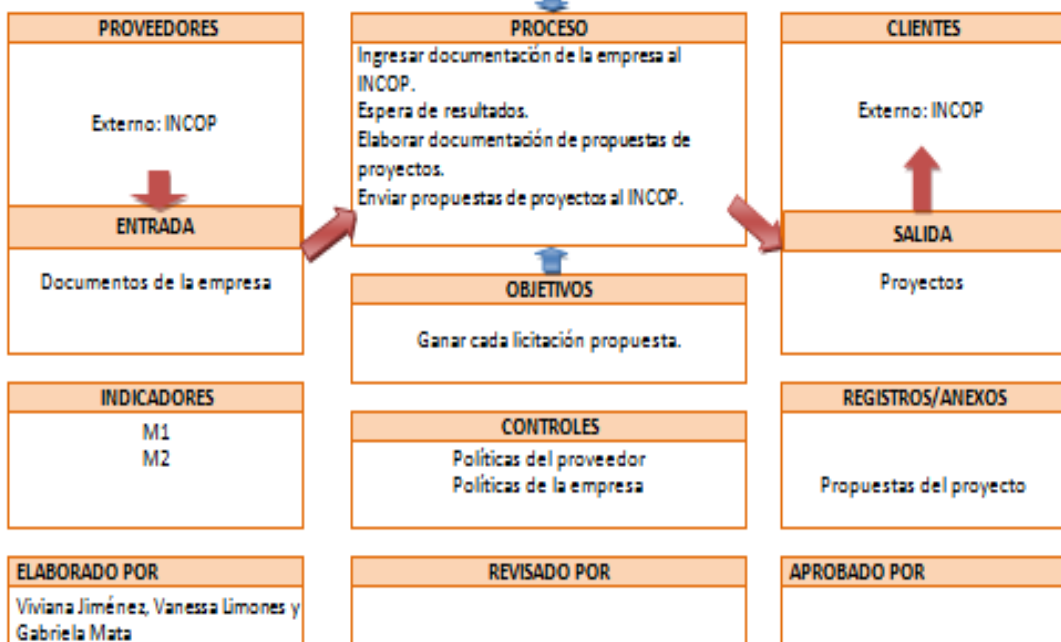 PROVEEDORES
Externo: INCOP
ENTRADA
Documentos de la empresa
PROCESO
Ingresar documentación de la empresa al
INCOP.
Espera de resultados.
Elaborar documentación de propuestas de
proyectos.
Enviar propuestas de proyectos al INCOP.
CLIENTES
Externo: INCOP
SALIDA
Proyectos
OBJETIVOS
Ganar cada licitación propuesta.
INDICADORES
M1
M2
CONTROLES
Políticas del proveedor
Políticas de la empresa
REGISTROS/ANEXOS
Propuestas del proyecto
ELABORADO POR
Viviana Jiménez, Vanessa Limones y
Gabriela Mata
REVISADO POR
APROBADO POR